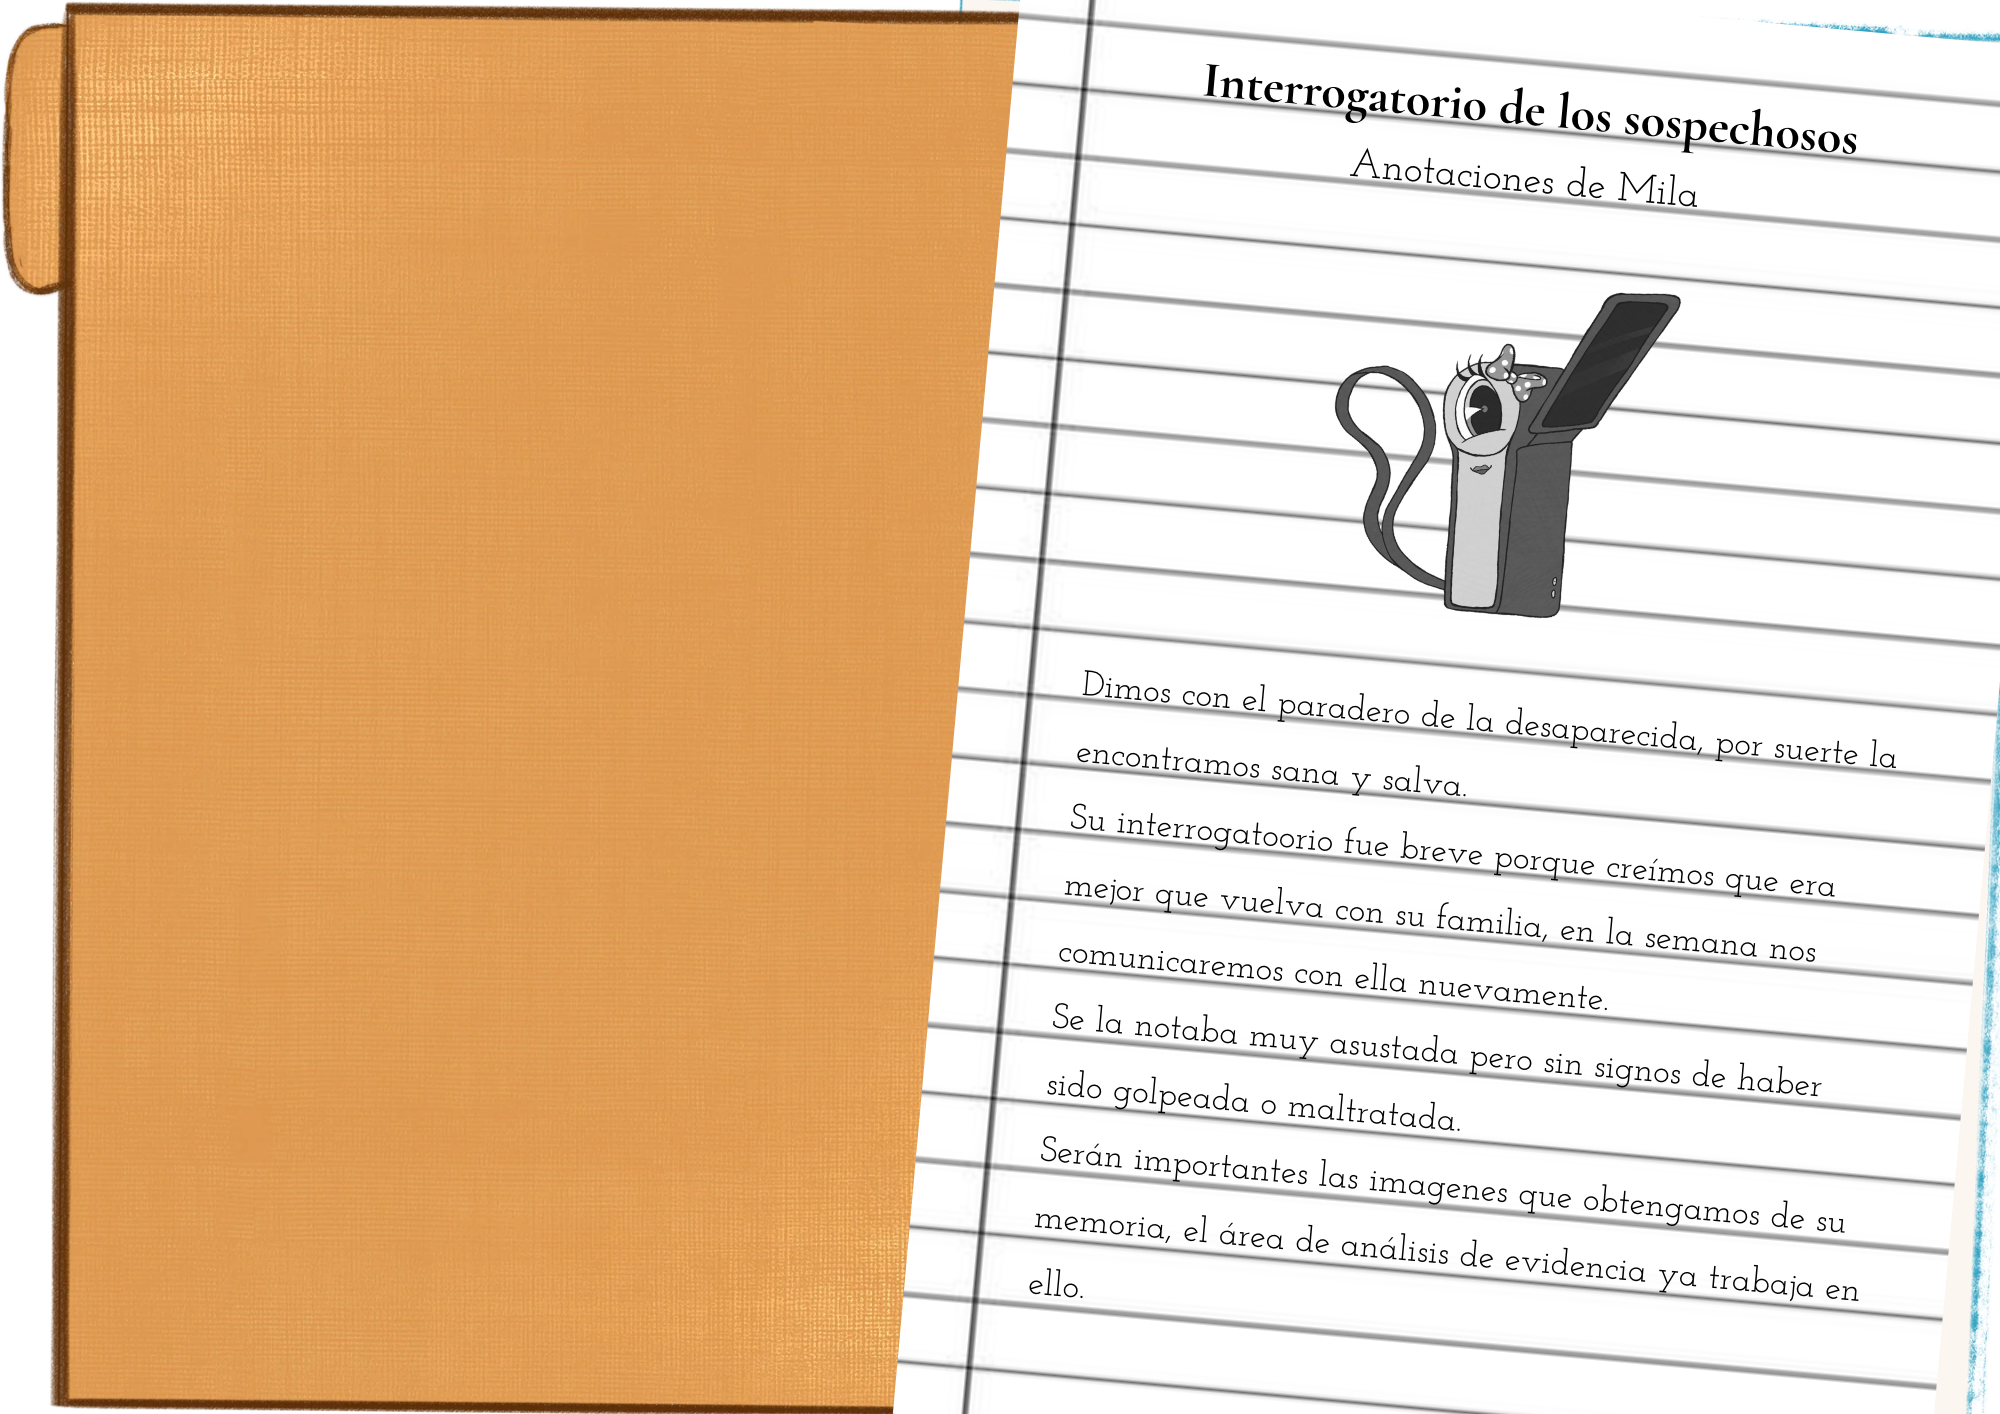 Interrogatorio de los sospechosos
Anotaciones de Mila
Dimos con el paradero de la desaparecida, por suerte la
encontramos sana y salva.
Su interrogatoorio fue breve porque creímos que era
mejor que vuelva con su familia, en la semana nos
comunicaremos con ella nuevamente.
Se la notaba muy asustada pero sin signos de haber
sido golpeada o maltratada.
Serán importantes las imagenes que obtengamos de su
memoria, el área de análisis de evidencia ya trabaja en
ello.